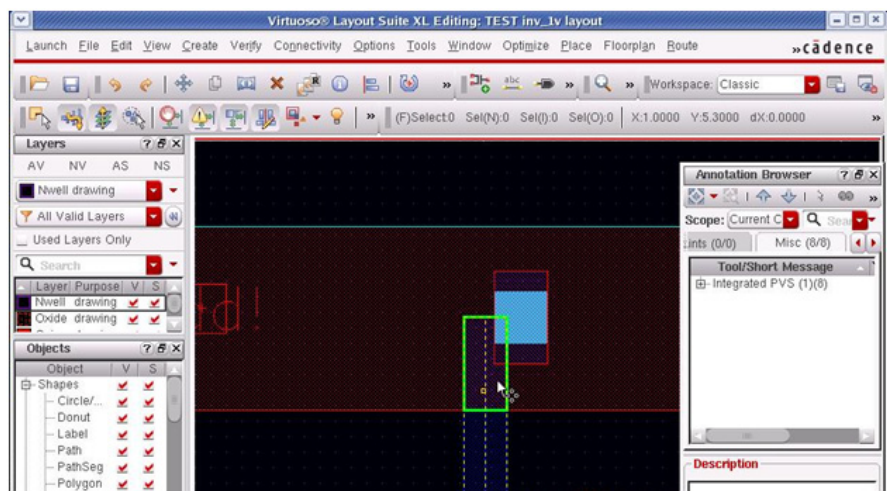 Virtuoso® Layout Suite XL Editing: TEST inv_1v layout
Launch File Edit View Create Verify Connectivity Options Tools Window Optimize Place Floorplan Route »cādence
abc » » Workspace: Classic
» (F)Select:0 Sel(N):0 Sel(I):0 Sel(O):0 X:1.0000 Y:5.3000 dX:0.0000 »
Layers
AV NV AS NS
Nwell drawing
All Valid Layers
Used Layers Only
Search
Layer Purpose V S
Nwell drawing
Oxide drawing
Objects
Object V S
Shapes
Circle/...
Donut
Label
Path
PathSeg
Polygon
d!
Annotation Browser
»
Scope: Current C Sear
ints (0/0) Misc (8/8)
Tool/Short Message
Integrated PVS (1)(8)
Description